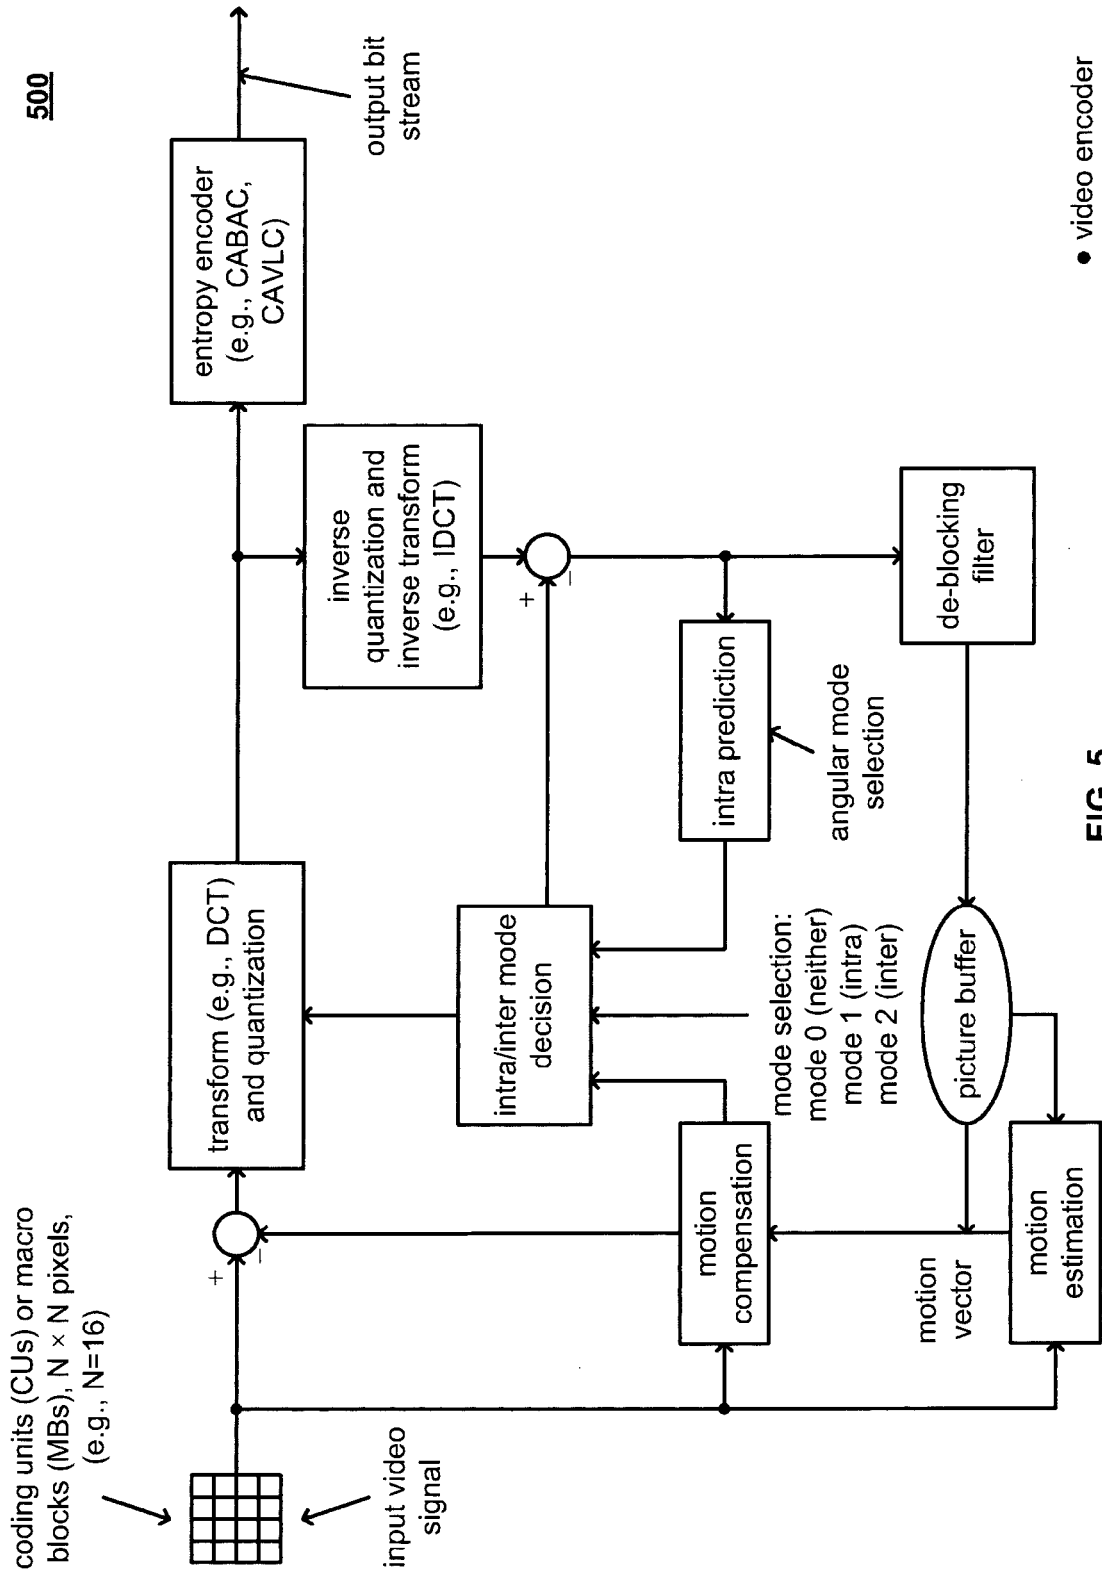 500
coding units (CUs) or macro
blocks (MBs), N × N pixels,
(e.g., N=16)
input video
signal
+
−
transform (e.g., DCT)
and quantization
entropy encoder
(e.g., CABAC,
CAVLC)
output bit
stream
inverse
quantization and
inverse transform
(e.g., IDCT)
+
−
intra/inter mode
decision
motion
compensation
intra prediction
angular mode
selection
mode selection:
mode 0 (neither)
mode 1 (intra)
mode 2 (inter)
motion
vector
motion
estimation
picture buffer
de-blocking
filter
FIG. 5
● video encoder